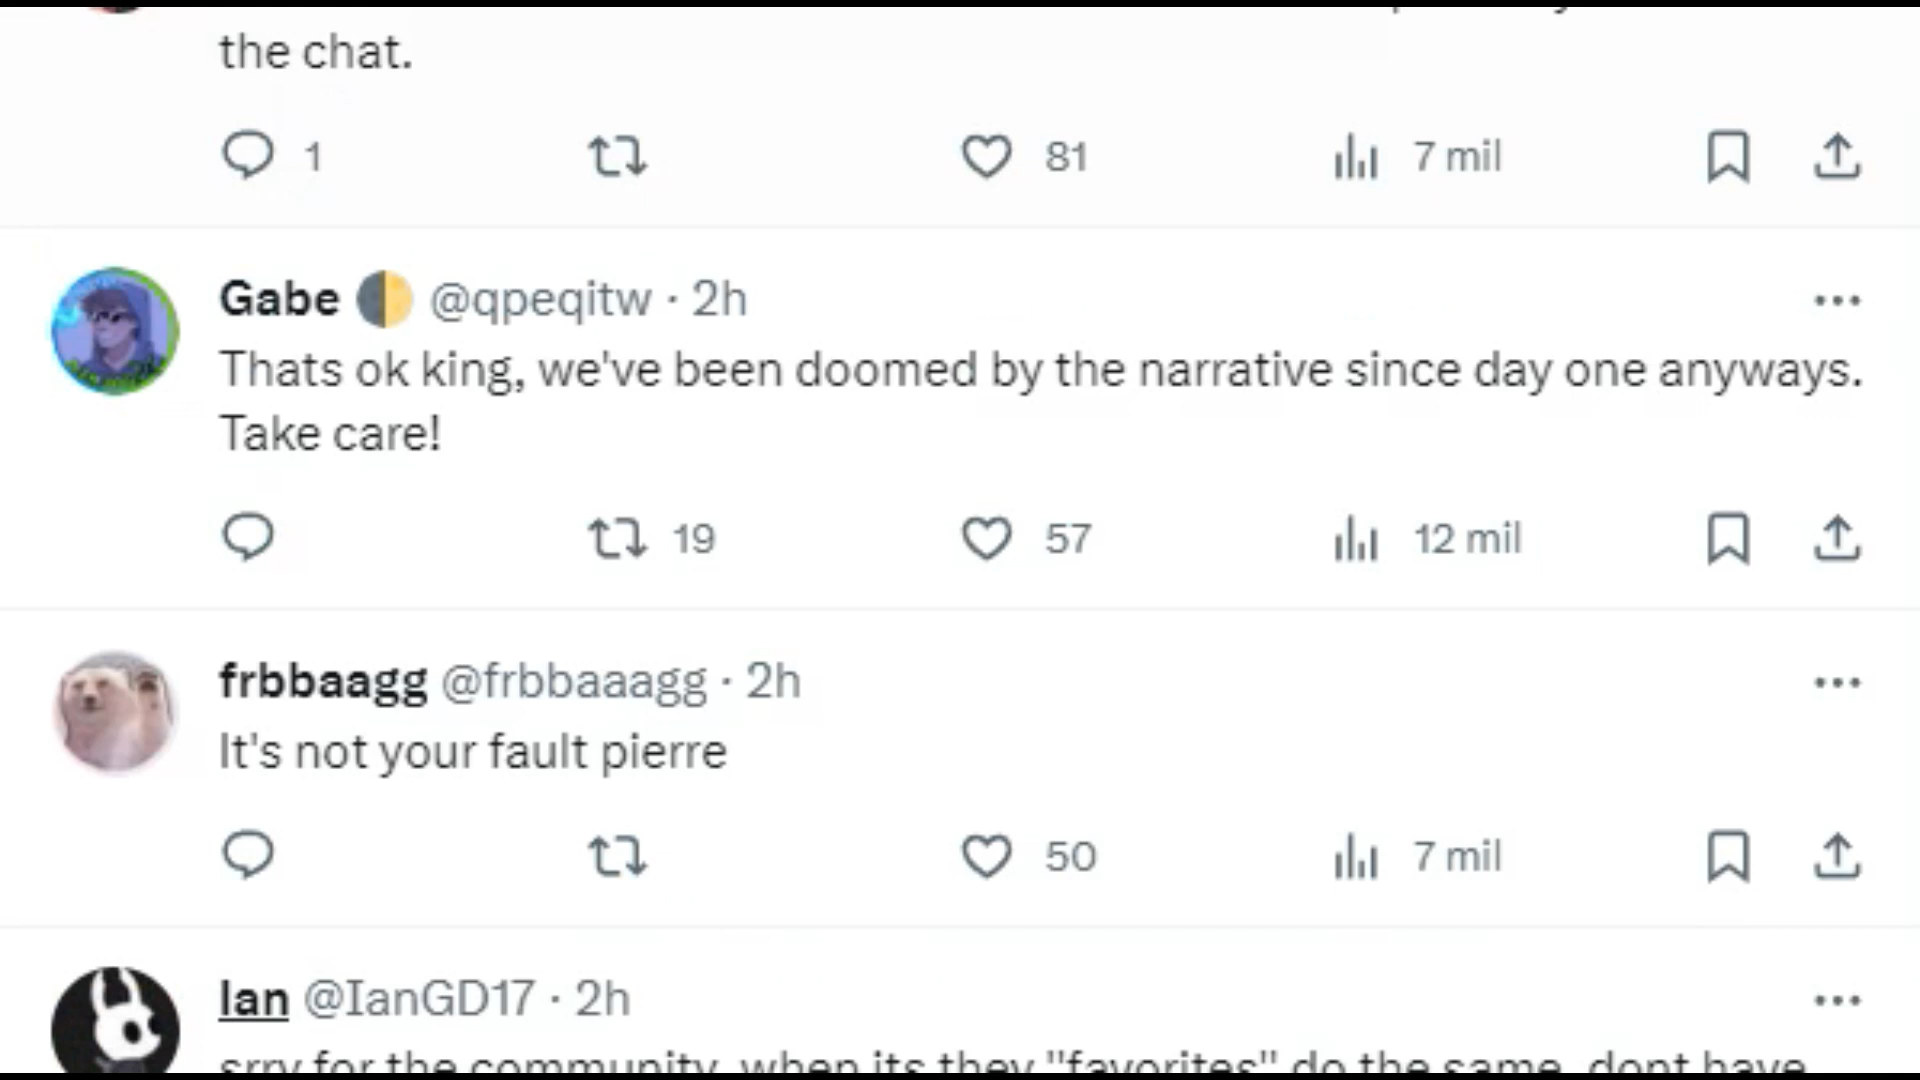 the chat.
1 81 7 mil
Gabe 🌓 @qpeqitw · 2h
Thats ok king, we've been doomed by the narrative since day one anyways.
Take care!
19 57 12 mil
frbbaagg @frbbaaagg · 2h
It's not your fault pierre
50 7 mil
Ian @IanGD17 · 2h
srry for the community, when its they "favorites" do the same, dont have